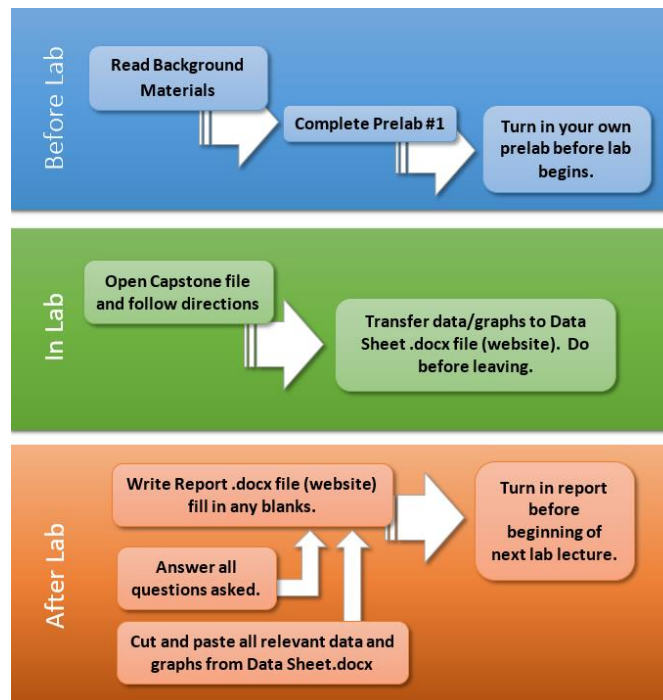 Before Lab
Read Background
Materials
Complete Prelab #1
Turn in your own
prelab before lab
begins.
In Lab
Open Capstone file
and follow directions
Transfer data/graphs to Data
Sheet .docx file (website).  Do
before leaving.
After Lab
Write Report .docx file (website)
fill in any blanks.
Answer all
questions asked.
Cut and paste all relevant data and
graphs from Data Sheet.docx
Turn in report
before
beginning of
next lab lecture.